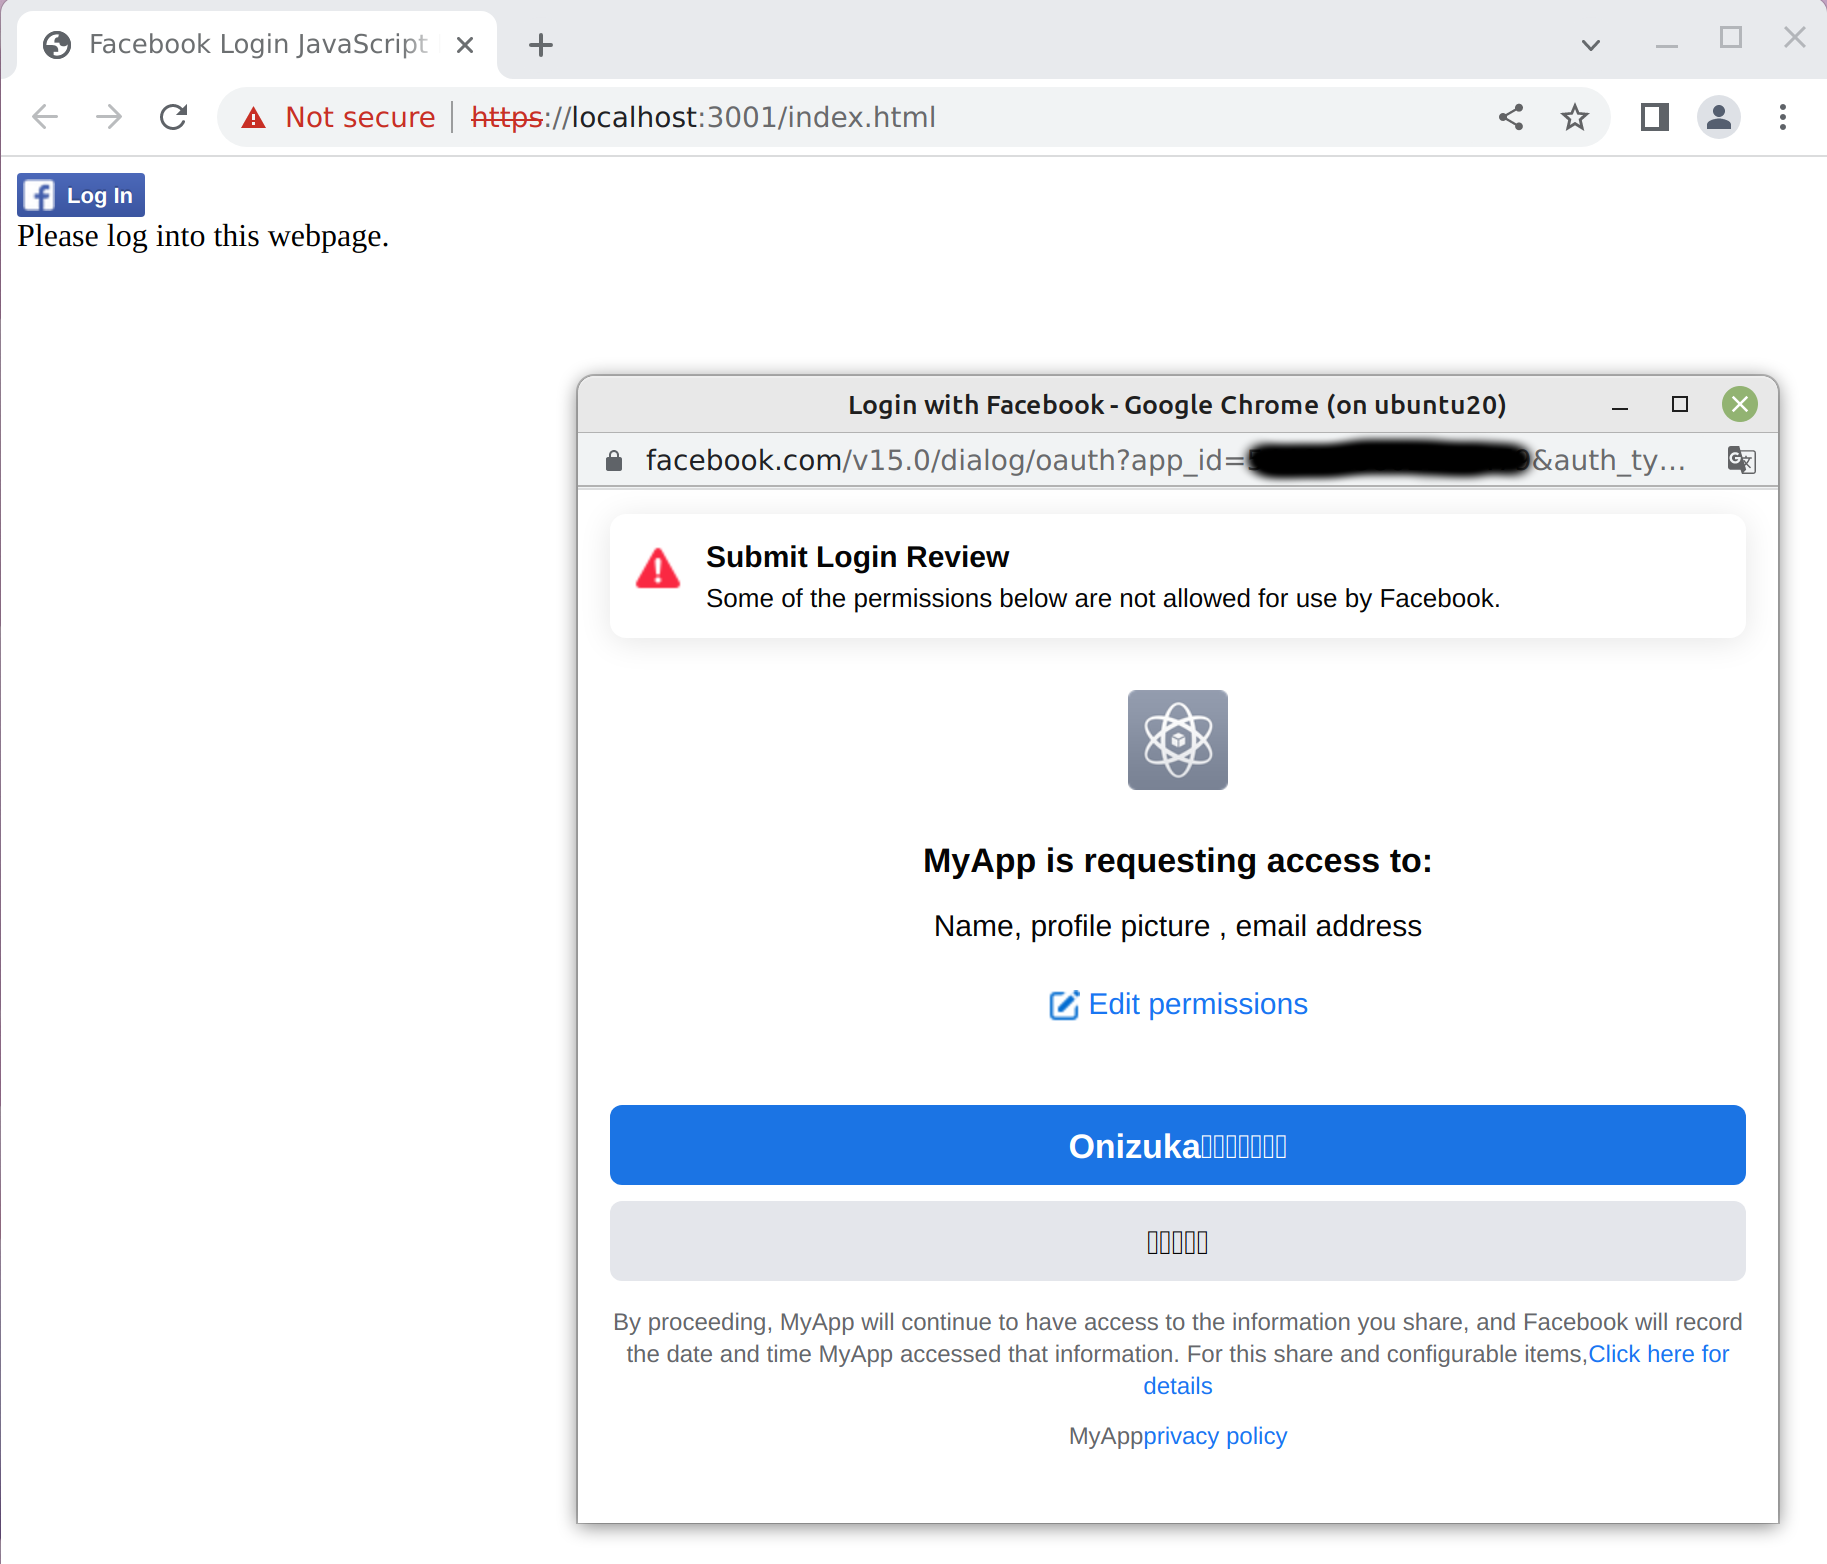 Facebook Login JavaScript
Not secure | https://localhost:3001/index.html
Log In
Please log into this webpage.
Login with Facebook - Google Chrome (on ubuntu20)
facebook.com/v15.0/dialog/oauth?app_id= &auth_ty...
Submit Login Review
Some of the permissions below are not allowed for use by Facebook.
MyApp is requesting access to:
Name, profile picture , email address
Edit permissions
Onizuka
By proceeding, MyApp will continue to have access to the information you share, and Facebook will record
the date and time MyApp accessed that information. For this share and configurable items,Click here for
details
MyAppprivacy policy